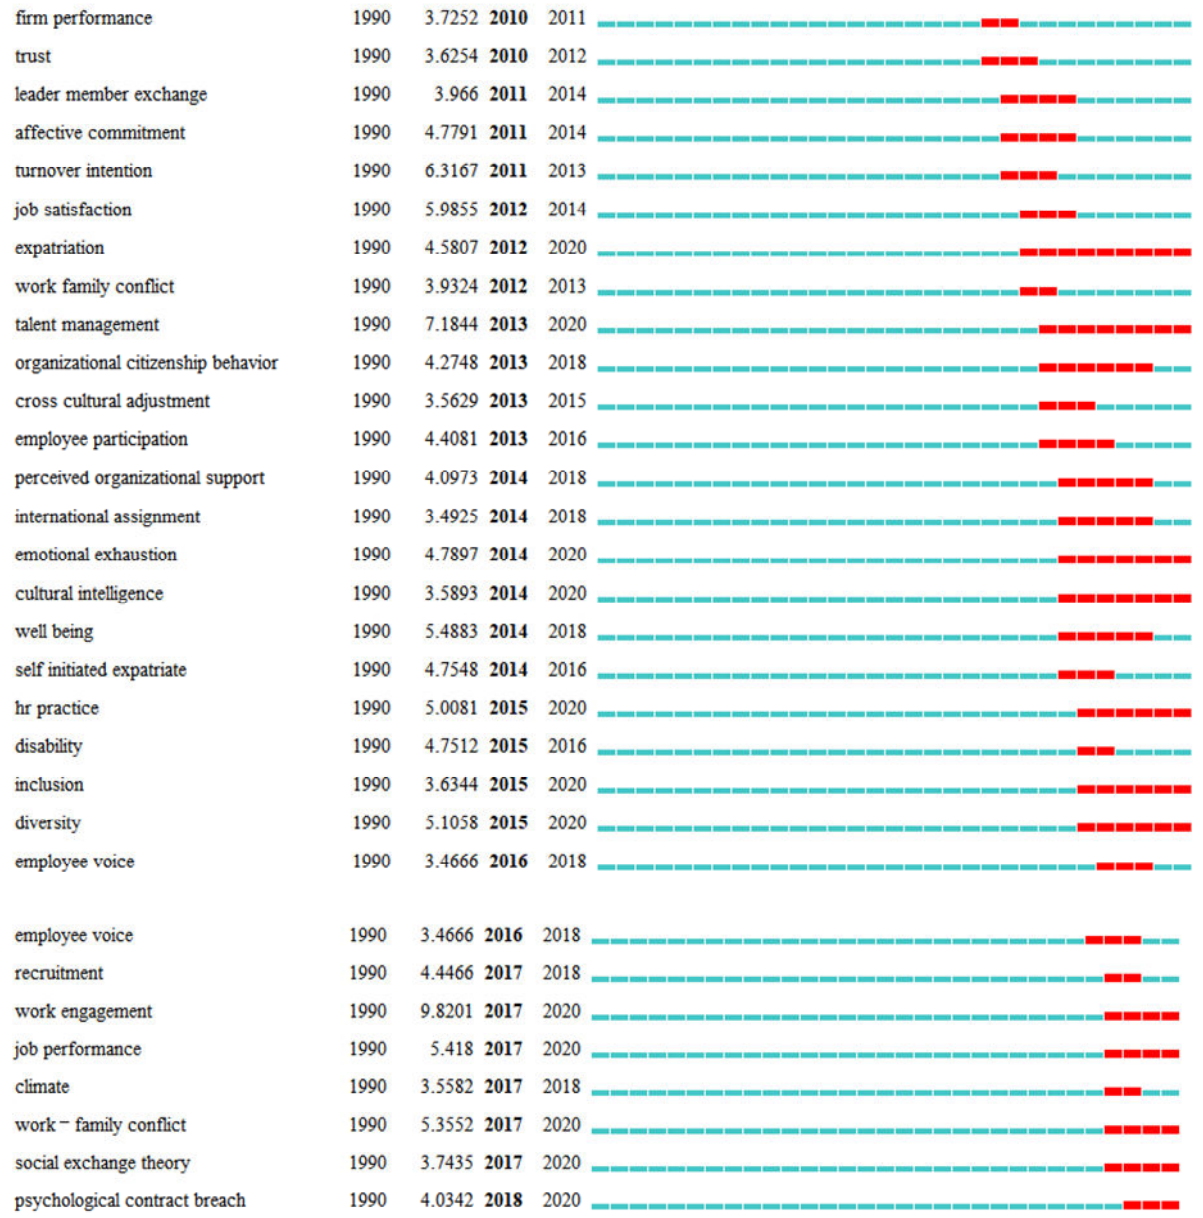 firm performance 1990 3.7252 2010 2011
trust 1990 3.6254 2010 2012
leader member exchange 1990 3.966 2011 2014
affective commitment 1990 4.7791 2011 2014
turnover intention 1990 6.3167 2011 2013
job satisfaction 1990 5.9855 2012 2014
expatriation 1990 4.5807 2012 2020
work family conflict 1990 3.9324 2012 2013
talent management 1990 7.1844 2013 2020
organizational citizenship behavior 1990 4.2748 2013 2018
cross cultural adjustment 1990 3.5629 2013 2015
employee participation 1990 4.4081 2013 2016
perceived organizational support 1990 4.0973 2014 2018
international assignment 1990 3.4925 2014 2018
emotional exhaustion 1990 4.7897 2014 2020
cultural intelligence 1990 3.5893 2014 2020
well being 1990 5.4883 2014 2018
self initiated expatriate 1990 4.7548 2014 2016
hr practice 1990 5.0081 2015 2020
disability 1990 4.7512 2015 2016
inclusion 1990 3.6344 2015 2020
diversity 1990 5.1058 2015 2020
employee voice 1990 3.4666 2016 2018
employee voice 1990 3.4666 2016 2018
recruitment 1990 4.4466 2017 2018
work engagement 1990 9.8201 2017 2020
job performance 1990 5.418 2017 2020
climate 1990 3.5582 2017 2018
work–family conflict 1990 5.3552 2017 2020
social exchange theory 1990 3.7435 2017 2020
psychological contract breach 1990 4.0342 2018 2020